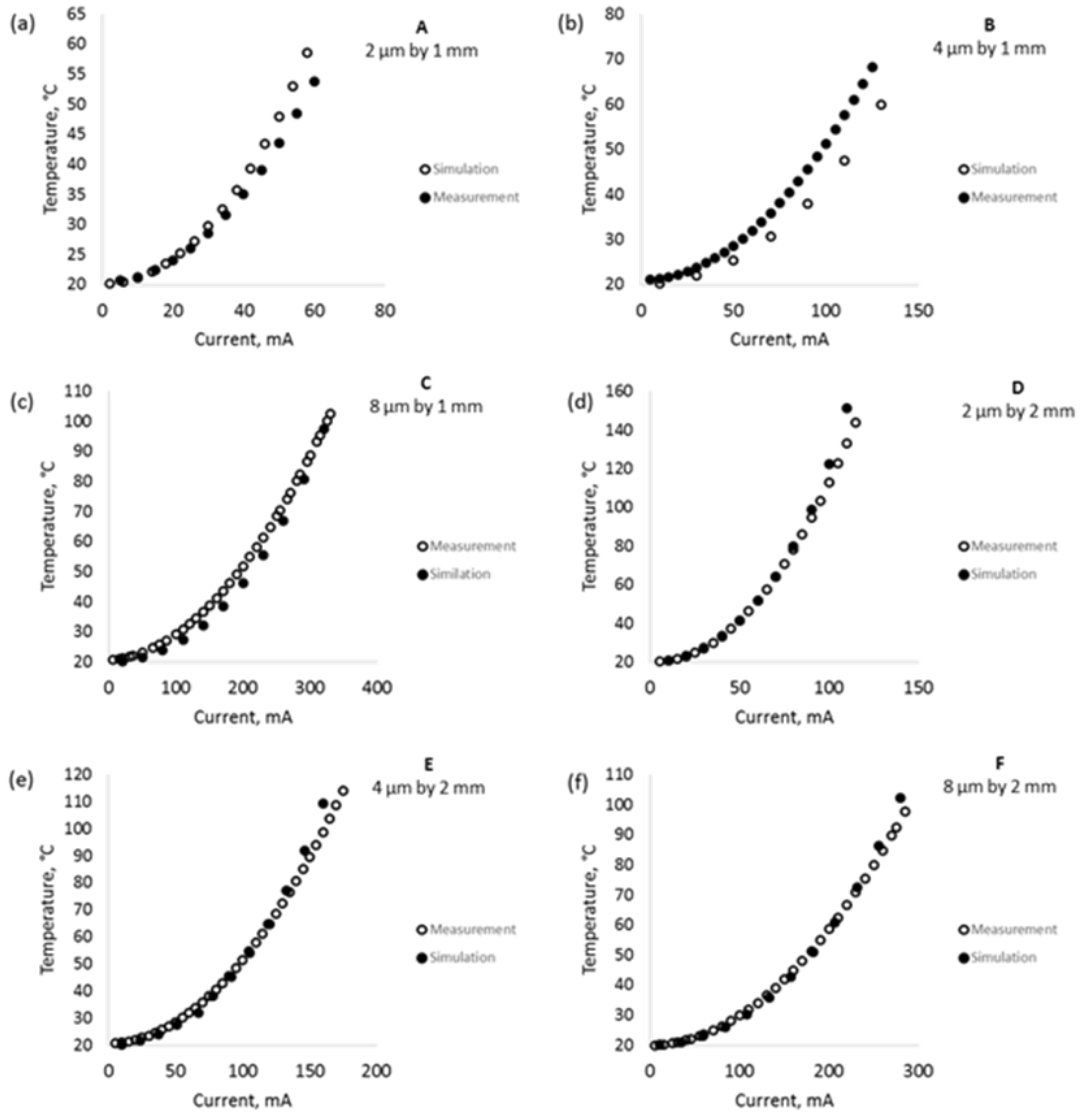 (a)
A
2 µm by 1 mm
65
60
55
50
45
40
35
30
25
20
Temperature, °C
Simulation
Measurement
0 20 40 60 80
Current, mA
(b)
B
4 µm by 1 mm
80
70
60
50
40
30
20
Temperature, °C
Simulation
Measurement
0 50 100 150
Current, mA
(c)
C
8 µm by 1 mm
110
100
90
80
70
60
50
40
30
20
Temperature, °C
Measurement
Similation
0 100 200 300 400
Current, mA
(d)
D
2 µm by 2 mm
160
140
120
100
80
60
40
20
Temperature, °C
Measurement
Simulation
0 50 100 150
Current, mA
(e)
E
4 µm by 2 mm
120
110
100
90
80
70
60
50
40
30
20
Temperature, °C
Measurement
Simulation
0 50 100 150 200
Current, mA
(f)
F
8 µm by 2 mm
110
100
90
80
70
60
50
40
30
20
Temperature, °C
Measurement
Simulation
0 100 200 300
Current, mA